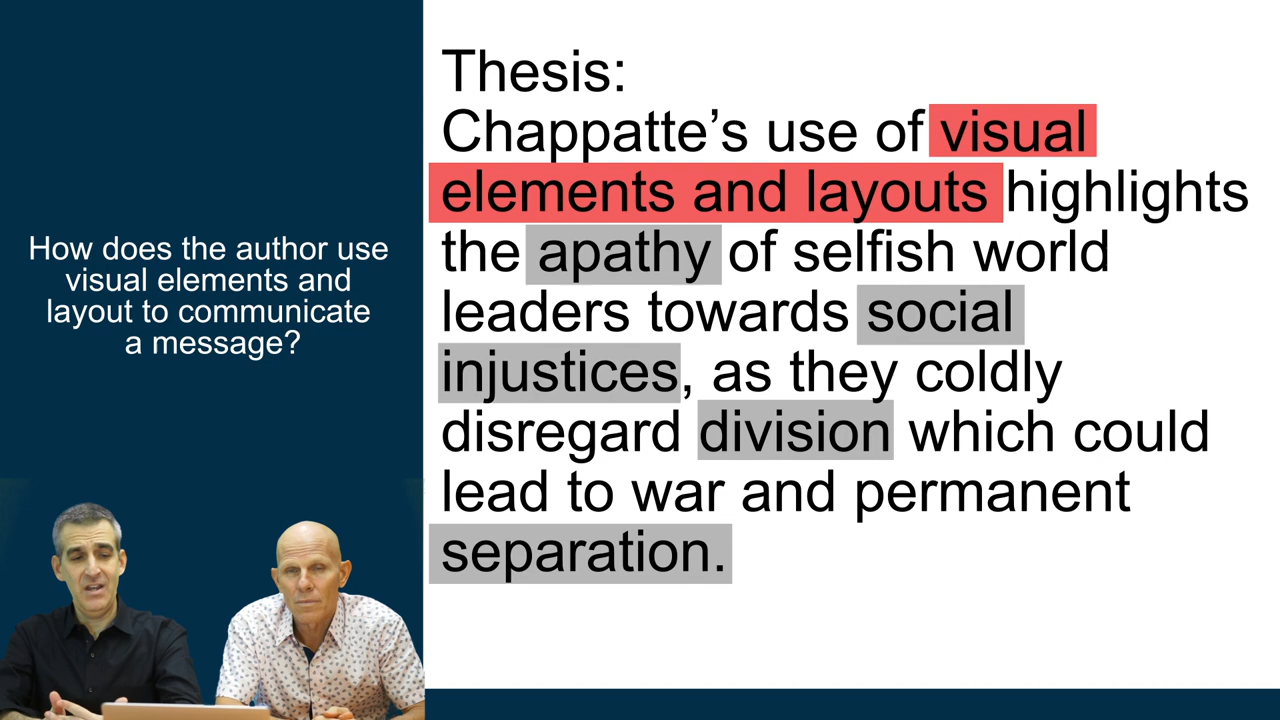 How does the author use
visual elements and
layout to communicate
a message?
Thesis:
Chappatte’s use of visual
elements and layouts highlights
the apathy of selfish world
leaders towards social
injustices, as they coldly
disregard division which could
lead to war and permanent
separation.